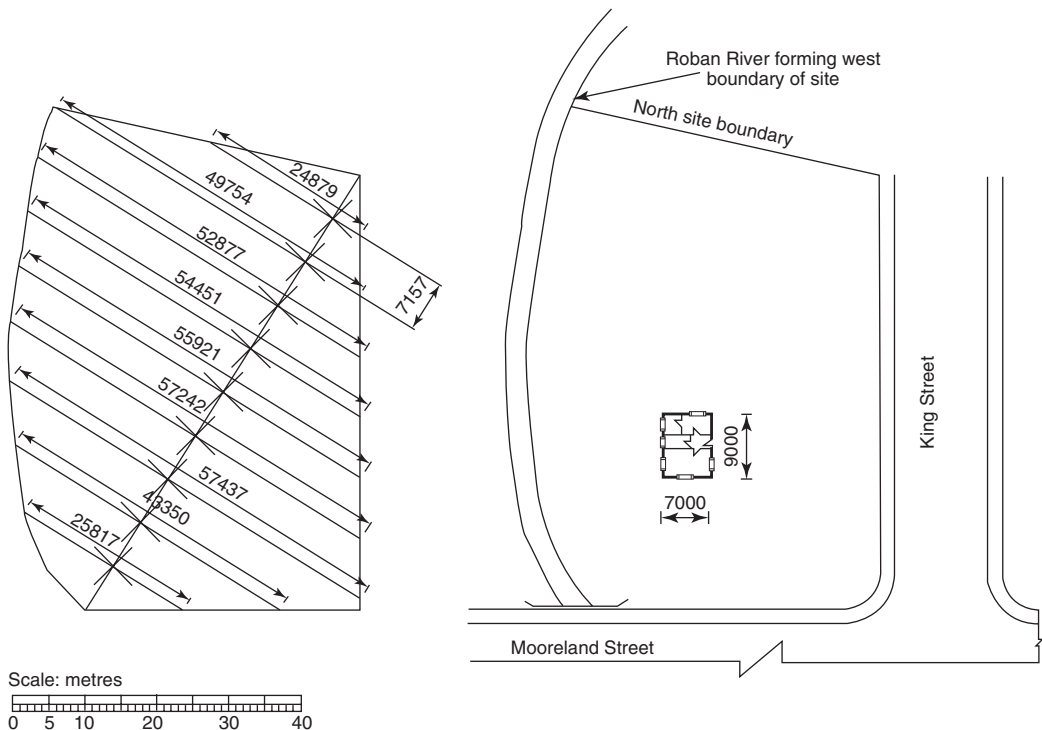 24879
49754
52877
54451
55921
57242
57437
43350
25817
7157
Scale: metres
0 5 10 20 30 40
Roban River forming west
boundary of site
North site boundary
King Street
9000
7000
Mooreland Street